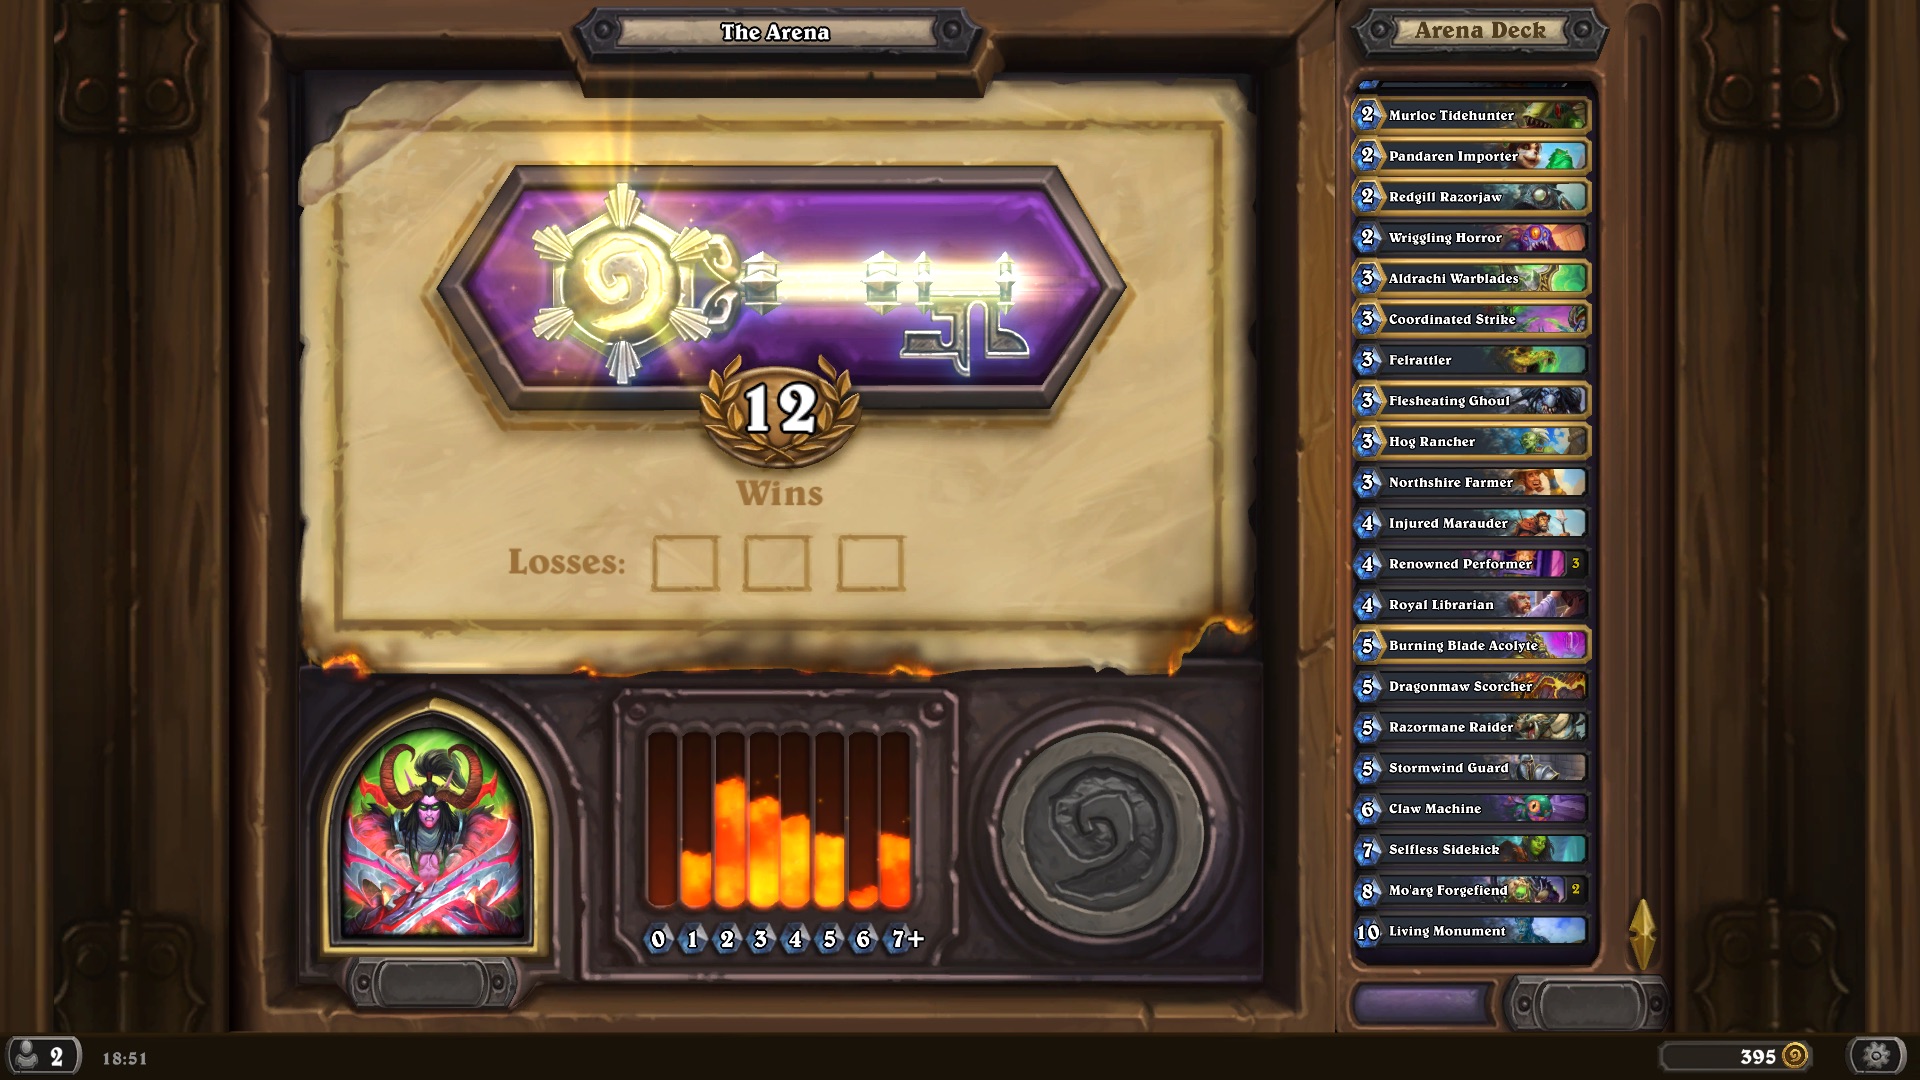 The Arena
12
Wins
Losses:
0 1 2 3 4 5 6 7+
Arena Deck
2 Murloc Tidehunter
2 Pandaren Importer
2 Redgill Razorjaw
2 Wriggling Horror
3 Aldrachi Warblades
3 Coordinated Strike
3 Felrattler
3 Flesheating Ghoul
3 Hog Rancher
3 Northshire Farmer
4 Injured Marauder
4 Renowned Performer 3
4 Royal Librarian
5 Burning Blade Acolyte
5 Dragonmaw Scorcher
5 Razormane Raider
5 Stormwind Guard
6 Claw Machine
7 Selfless Sidekick
8 Mo'arg Forgefiend 2
10 Living Monument
2 18:51
395